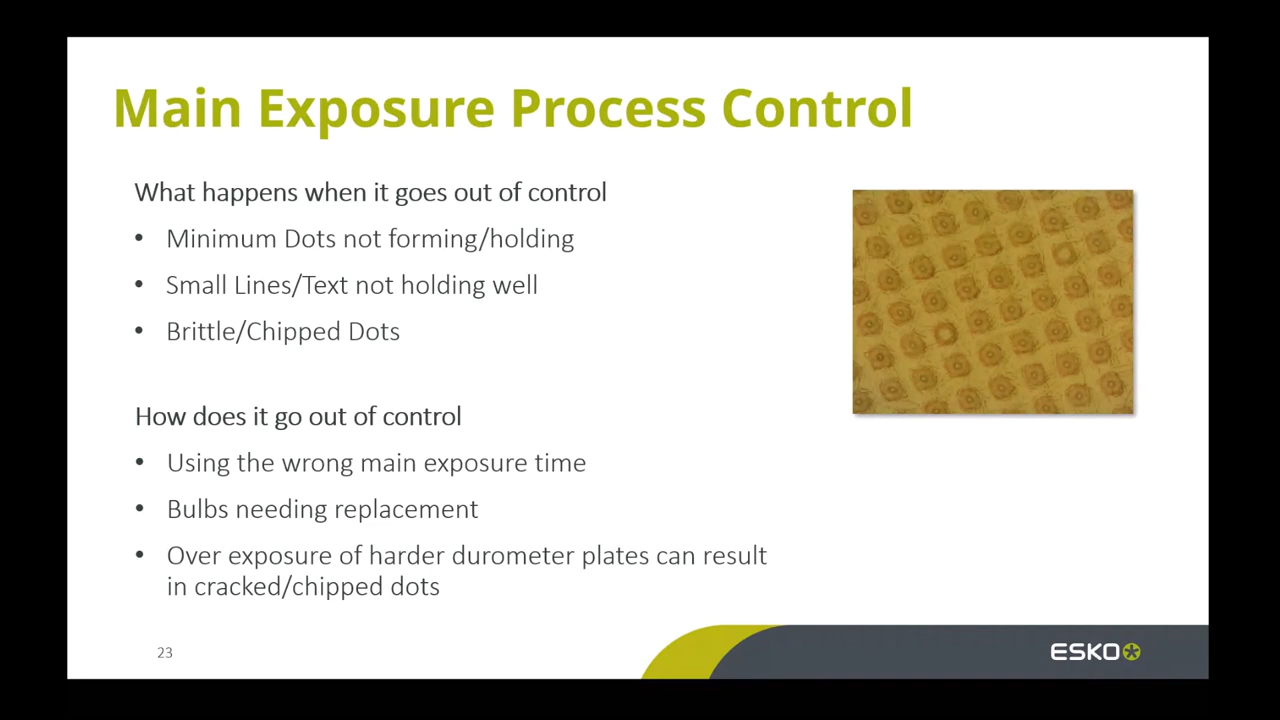 Main Exposure Process Control
What happens when it goes out of control
• Minimum Dots not forming/holding
• Small Lines/Text not holding well
• Brittle/Chipped Dots
How does it go out of control
• Using the wrong main exposure time
• Bulbs needing replacement
• Over exposure of harder durometer plates can result
in cracked/chipped dots
23
ESKO